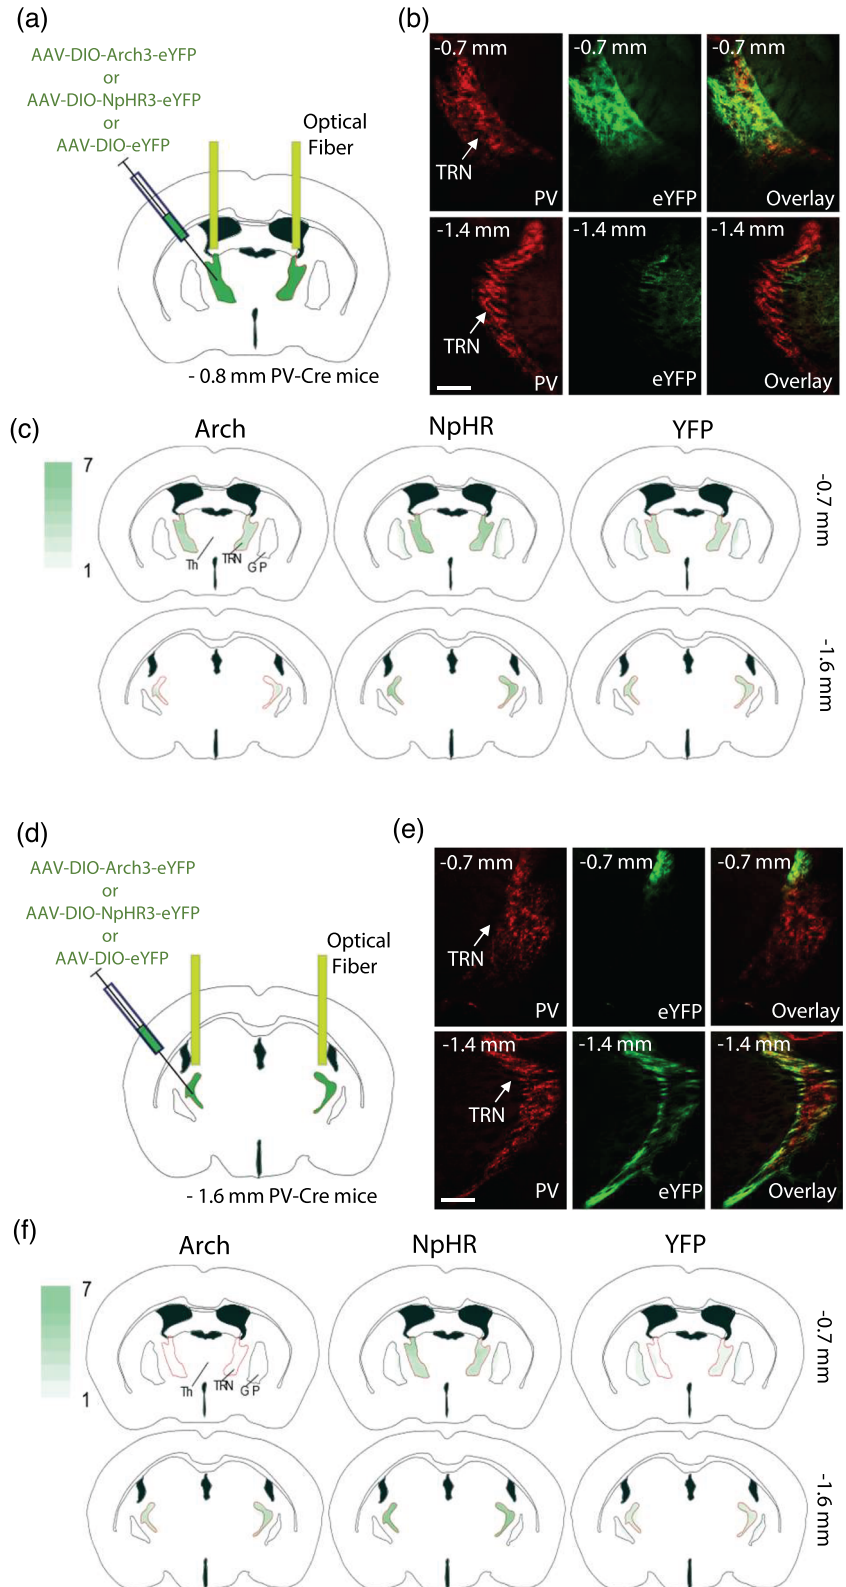 (a)
AAV-DIO-Arch3-eYFP
or
AAV-DIO-NpHR3-eYFP
or
AAV-DIO-eYFP
Optical
Fiber
- 0.8 mm PV-Cre mice
(b)
-0.7 mm
TRN
PV
-0.7 mm
eYFP
-0.7 mm
Overlay
-1.4 mm
TRN
PV
-1.4 mm
eYFP
-1.4 mm
Overlay
(c)
Arch
NpHR
YFP
7
1
Th
TRN
GP
-0.7 mm
-1.6 mm
(d)
AAV-DIO-Arch3-eYFP
or
AAV-DIO-NpHR3-eYFP
or
AAV-DIO-eYFP
Optical
Fiber
- 1.6 mm PV-Cre mice
(e)
-0.7 mm
TRN
PV
-0.7 mm
eYFP
-0.7 mm
Overlay
-1.4 mm
TRN
PV
-1.4 mm
eYFP
-1.4 mm
Overlay
(f)
Arch
NpHR
YFP
7
1
Th
TRN
GP
-0.7 mm
-1.6 mm